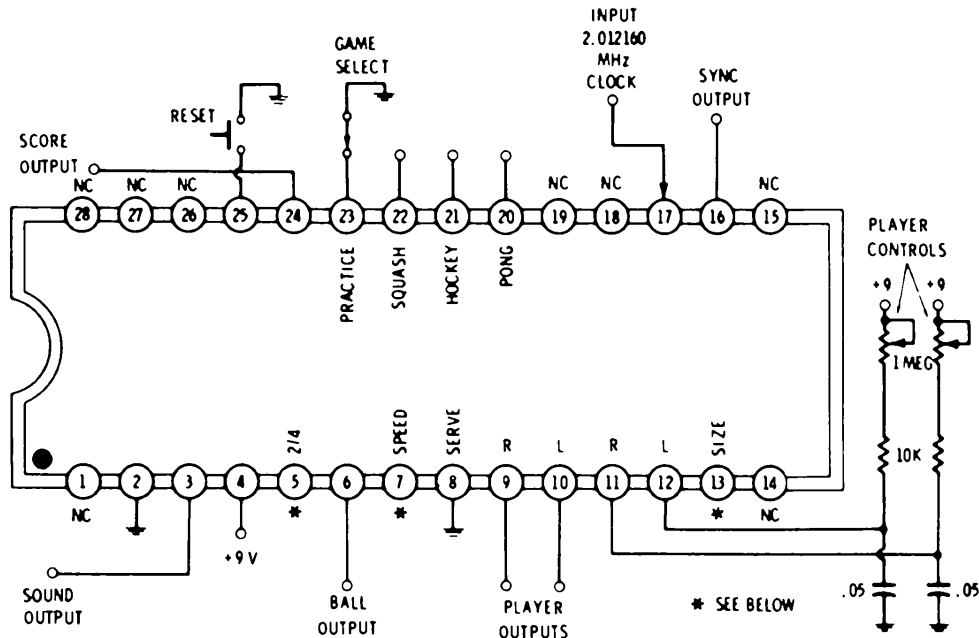 INPUT
2.012160
MHz
CLOCK
GAME
SELECT
SYNC
OUTPUT
RESET
SCORE
OUTPUT
NC NC NC NC NC NC
28 27 26 25 24 23 22 21 20 19 18 17 16 15
PRACTICE
SQUASH
HOCKEY
PONG
PLAYER
CONTROLS
+9 +9
1 MEG
10K
2/4
SPEED
SERVE
R L R L
SIZE
1 2 3 4 5 6 7 8 9 10 11 12 13 14
NC * * * NC
+9 V
SOUND
OUTPUT
BALL
OUTPUT
PLAYER
OUTPUTS
* SEE BELOW
.05 .05